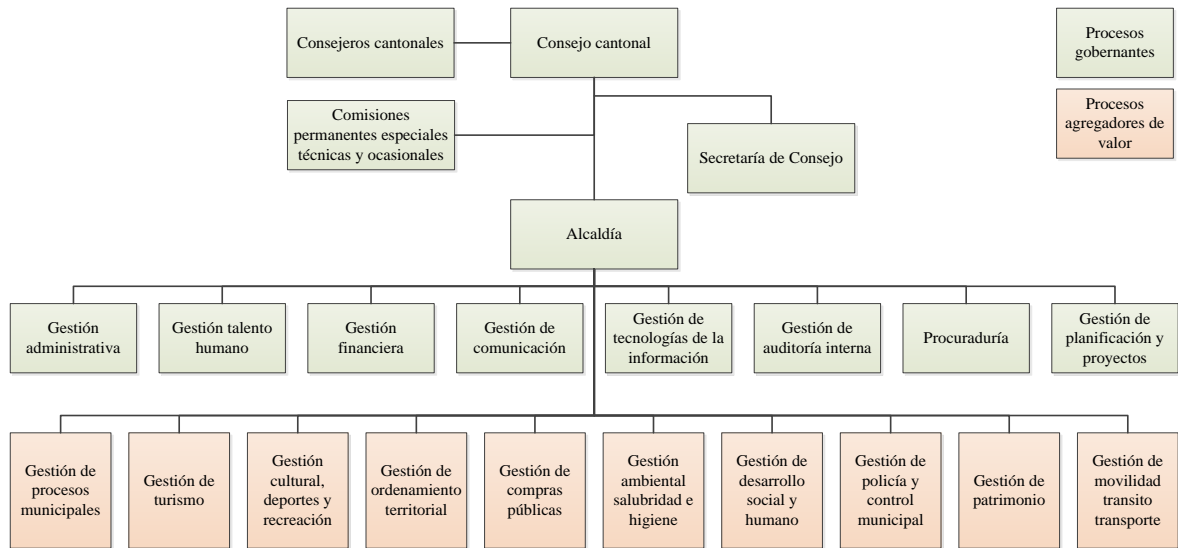 Consejeros cantonales
Consejo cantonal
Procesos
gobernantes
Comisiones
permanentes especiales
técnicas y ocasionales
Procesos
agregadores de
valor
Secretaría de Consejo
Alcaldía
Gestión
administrativa
Gestión talento
humano
Gestión
financiera
Gestión de
comunicación
Gestión de
tecnologías de la
información
Gestión de
auditoría interna
Procuraduría
Gestión de
planificación y
proyectos
Gestión de
procesos
municipales
Gestión de
turismo
Gestión
cultural,
deportes y
recreación
Gestión de
ordenamiento
territorial
Gestión de
compras
públicas
Gestión
ambiental
salubridad e
higiene
Gestión de
desarrollo
social y
humano
Gestión de
policía y
control
municipal
Gestión de
patrimonio
Gestión de
movilidad
transito
transporte